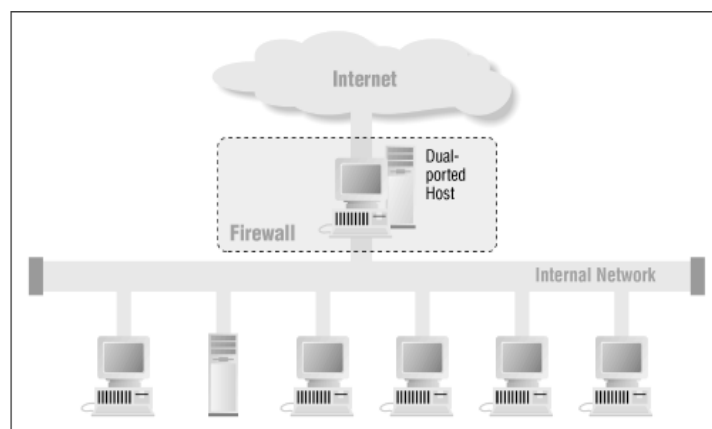 Internet
Dual-
ported
Host
Firewall
Internal Network